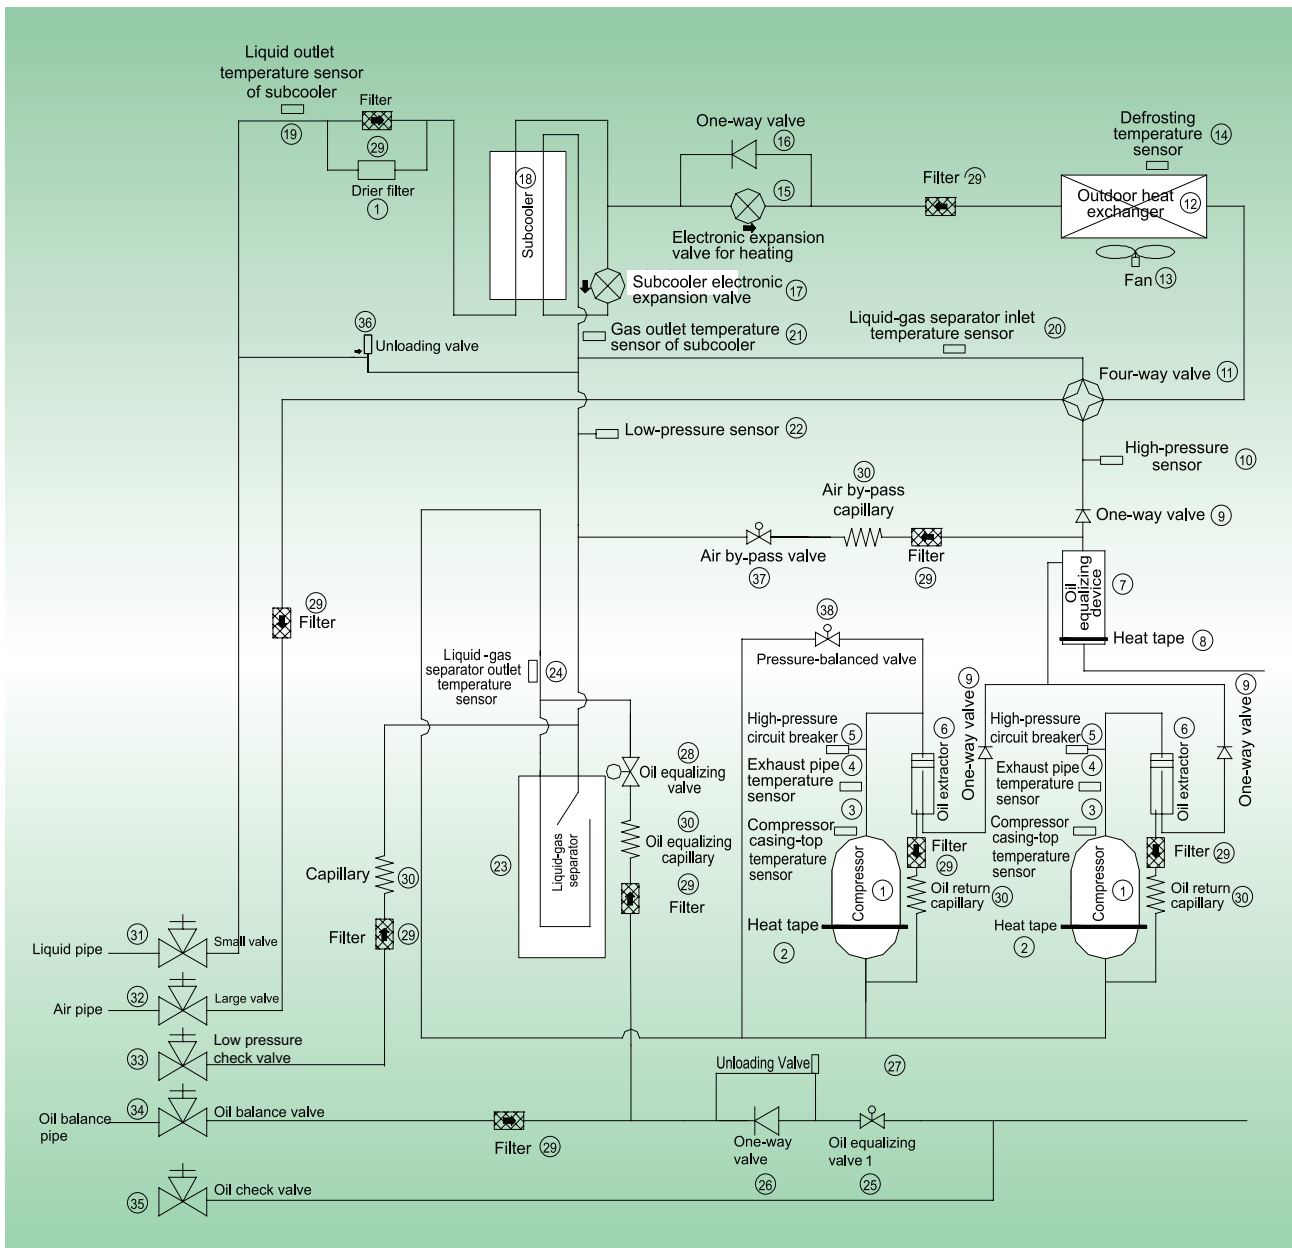 Liquid outlet
temperature sensor
of subcooler
19
Filter
29
Drier filter
1
One-way valve
16
15
Electronic expansion
valve for heating
Filter 29
Defrosting
temperature
sensor
14
Outdoor heat
exchanger
12
Fan 13
18
Subcooler
Subcooler electronic
expansion valve
17
Gas outlet temperature
sensor of subcooler
21
Liquid-gas separator inlet
temperature sensor
20
36
Unloading valve
Four-way valve 11
Low-pressure sensor 22
High-pressure
sensor
10
30
Air by-pass
capillary
One-way valve 9
Air by-pass valve
37
Filter
29
Oil
equalizing
device
7
Heat tape 8
29
Filter
38
Pressure-balanced valve
Liquid-gas
separator outlet
temperature
sensor
24
9
One-way valve
9
One-way valve
High-pressure
circuit breaker
5
Exhaust pipe
temperature
sensor
4
3
Compressor
casing-top
temperature
sensor
6
Oil extractor
High-pressure
circuit breaker
5
Exhaust pipe
temperature
sensor
4
3
Compressor
casing-top
temperature
sensor
6
Oil extractor
28
Oil equalizing
valve
30
Oil equalizing
capillary
29
Filter
23
Liquid-gas
separator
Capillary
30
Filter
29
Compressor
1
Filter
29
Oil return
capillary
30
Heat tape
2
Compressor
1
Filter 29
Oil return
capillary
30
Heat tape
2
31
Liquid pipe
Small valve
32
Air pipe
Large valve
33
Low pressure
check valve
34
Oil balance
pipe
Oil balance valve
Filter 29
Unloading Valve
27
One-way
valve
26
Oil equalizing
valve 1
25
35
Oil check valve